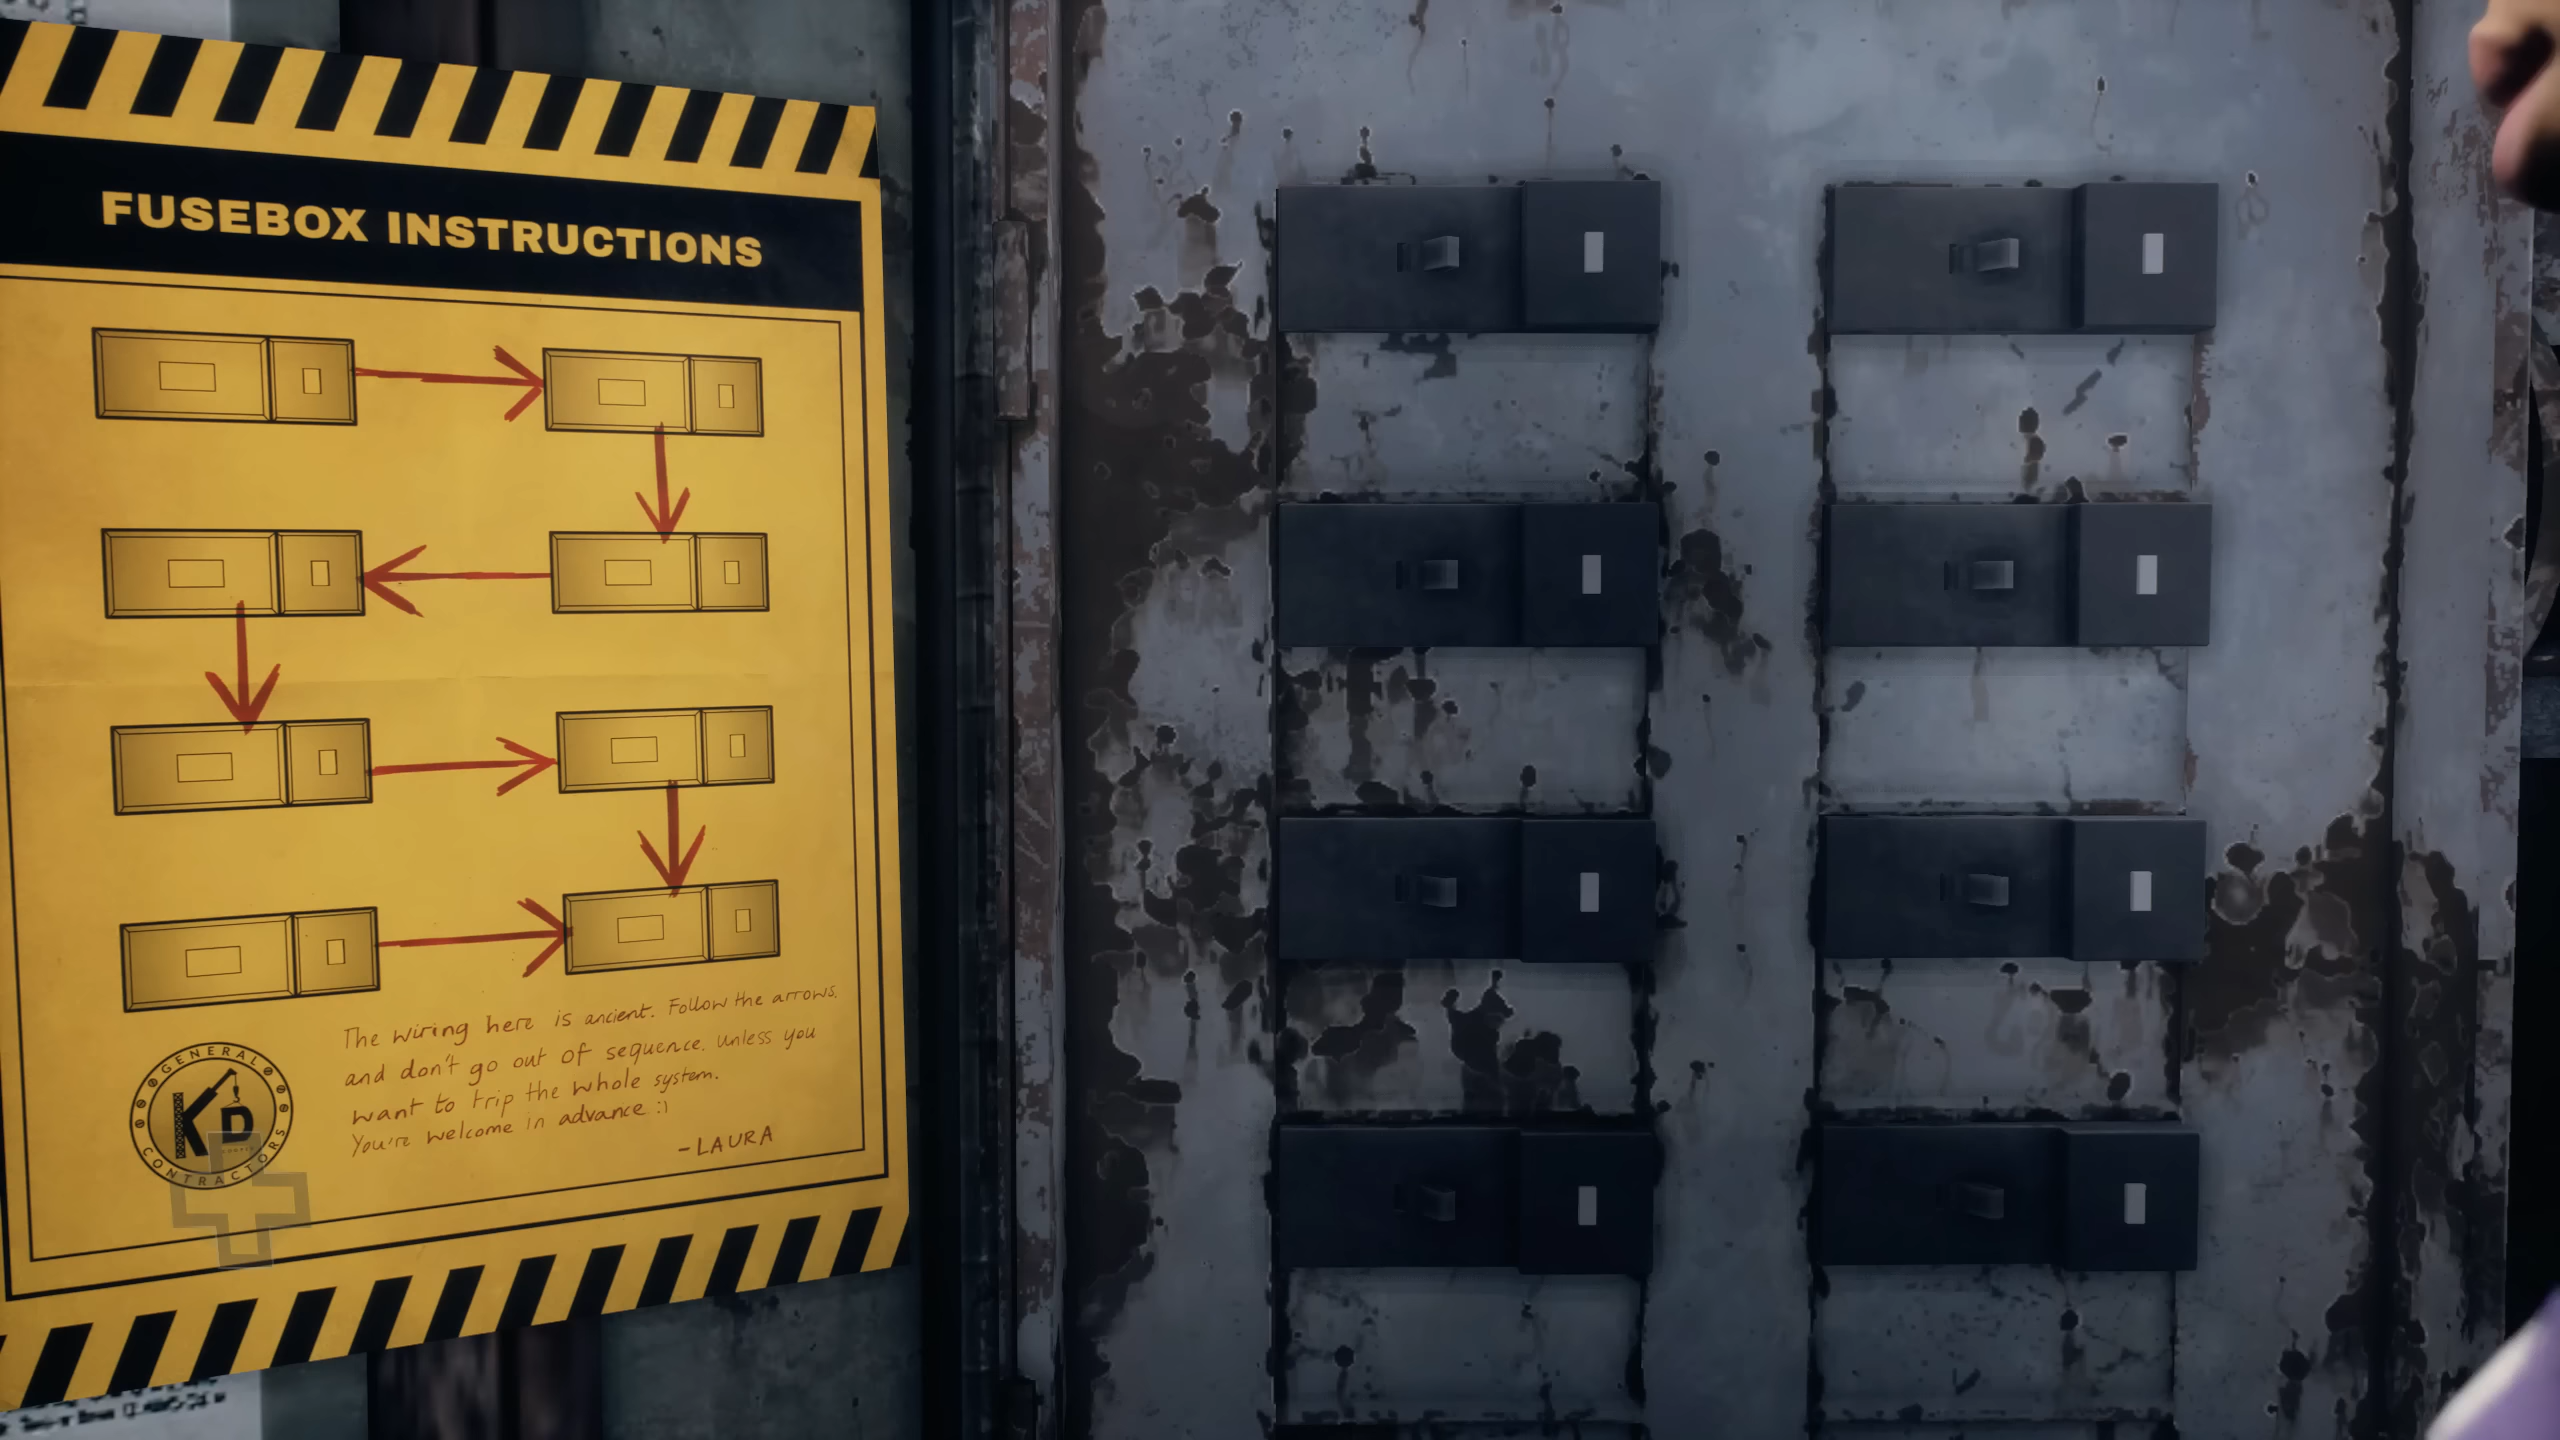 FUSEBOX INSTRUCTIONS
The wiring here is ancient. Follow the arrows,
and don't go out of sequence. unless you
want to trip the whole system.
You're welcome in advance :)
-LAURA
GENERAL
KD
CONTRACTORS